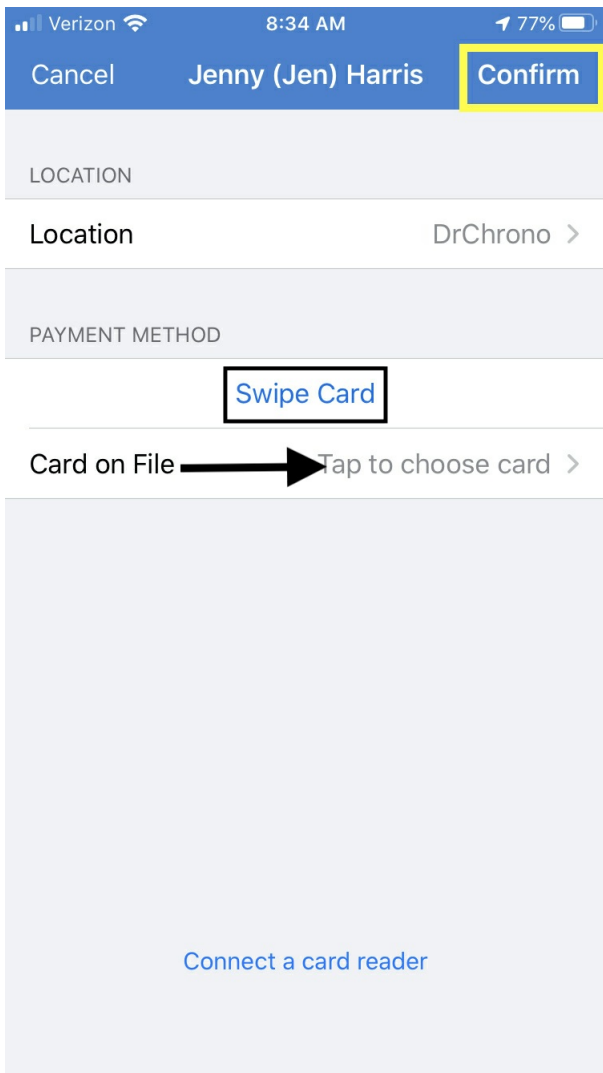 Verizon 8:34 AM 77%
Cancel Jenny (Jen) Harris Confirm
LOCATION
Location DrChrono
PAYMENT METHOD
Swipe Card
Card on File Tap to choose card
Connect a card reader